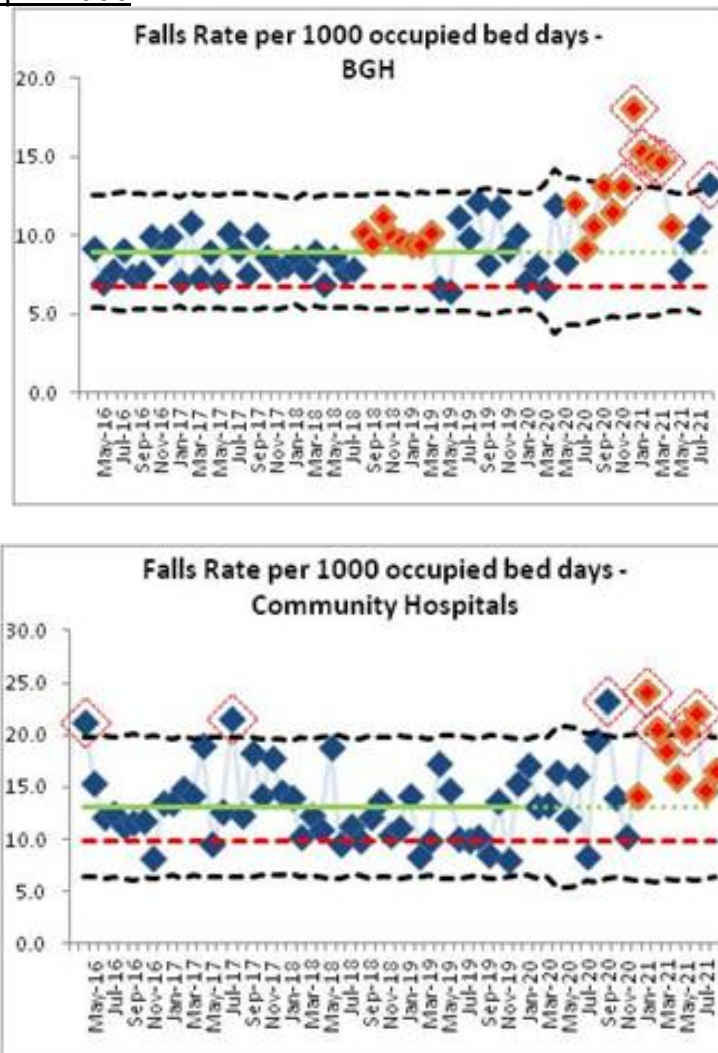 Falls Rate per 1000 occupied bed days -
BGH
20.0
15.0
10.0
5.0
0.0
May-16
Jul-16
Sep-16
Nov-16
Jan-17
Mar-17
May-17
Jul-17
Sep-17
Nov-17
Jan-18
Mar-18
May-18
Jul-18
Sep-18
Nov-18
Jan-19
Mar-19
May-19
Jul-19
Sep-19
Nov-19
Jan-20
Mar-20
May-20
Jul-20
Sep-20
Nov-20
Jan-21
Mar-21
May-21
Jul-21
Falls Rate per 1000 occupied bed days -
Community Hospitals
30.0
25.0
20.0
15.0
10.0
5.0
0.0
May-16
Jul-16
Sep-16
Nov-16
Jan-17
Mar-17
May-17
Jul-17
Sep-17
Nov-17
Jan-18
Mar-18
May-18
Jul-18
Sep-18
Nov-18
Jan-19
Mar-19
May-19
Jul-19
Sep-19
Nov-19
Jan-20
Mar-20
May-20
Jul-20
Sep-20
Nov-20
Jan-21
Mar-21
May-21
Jul-21